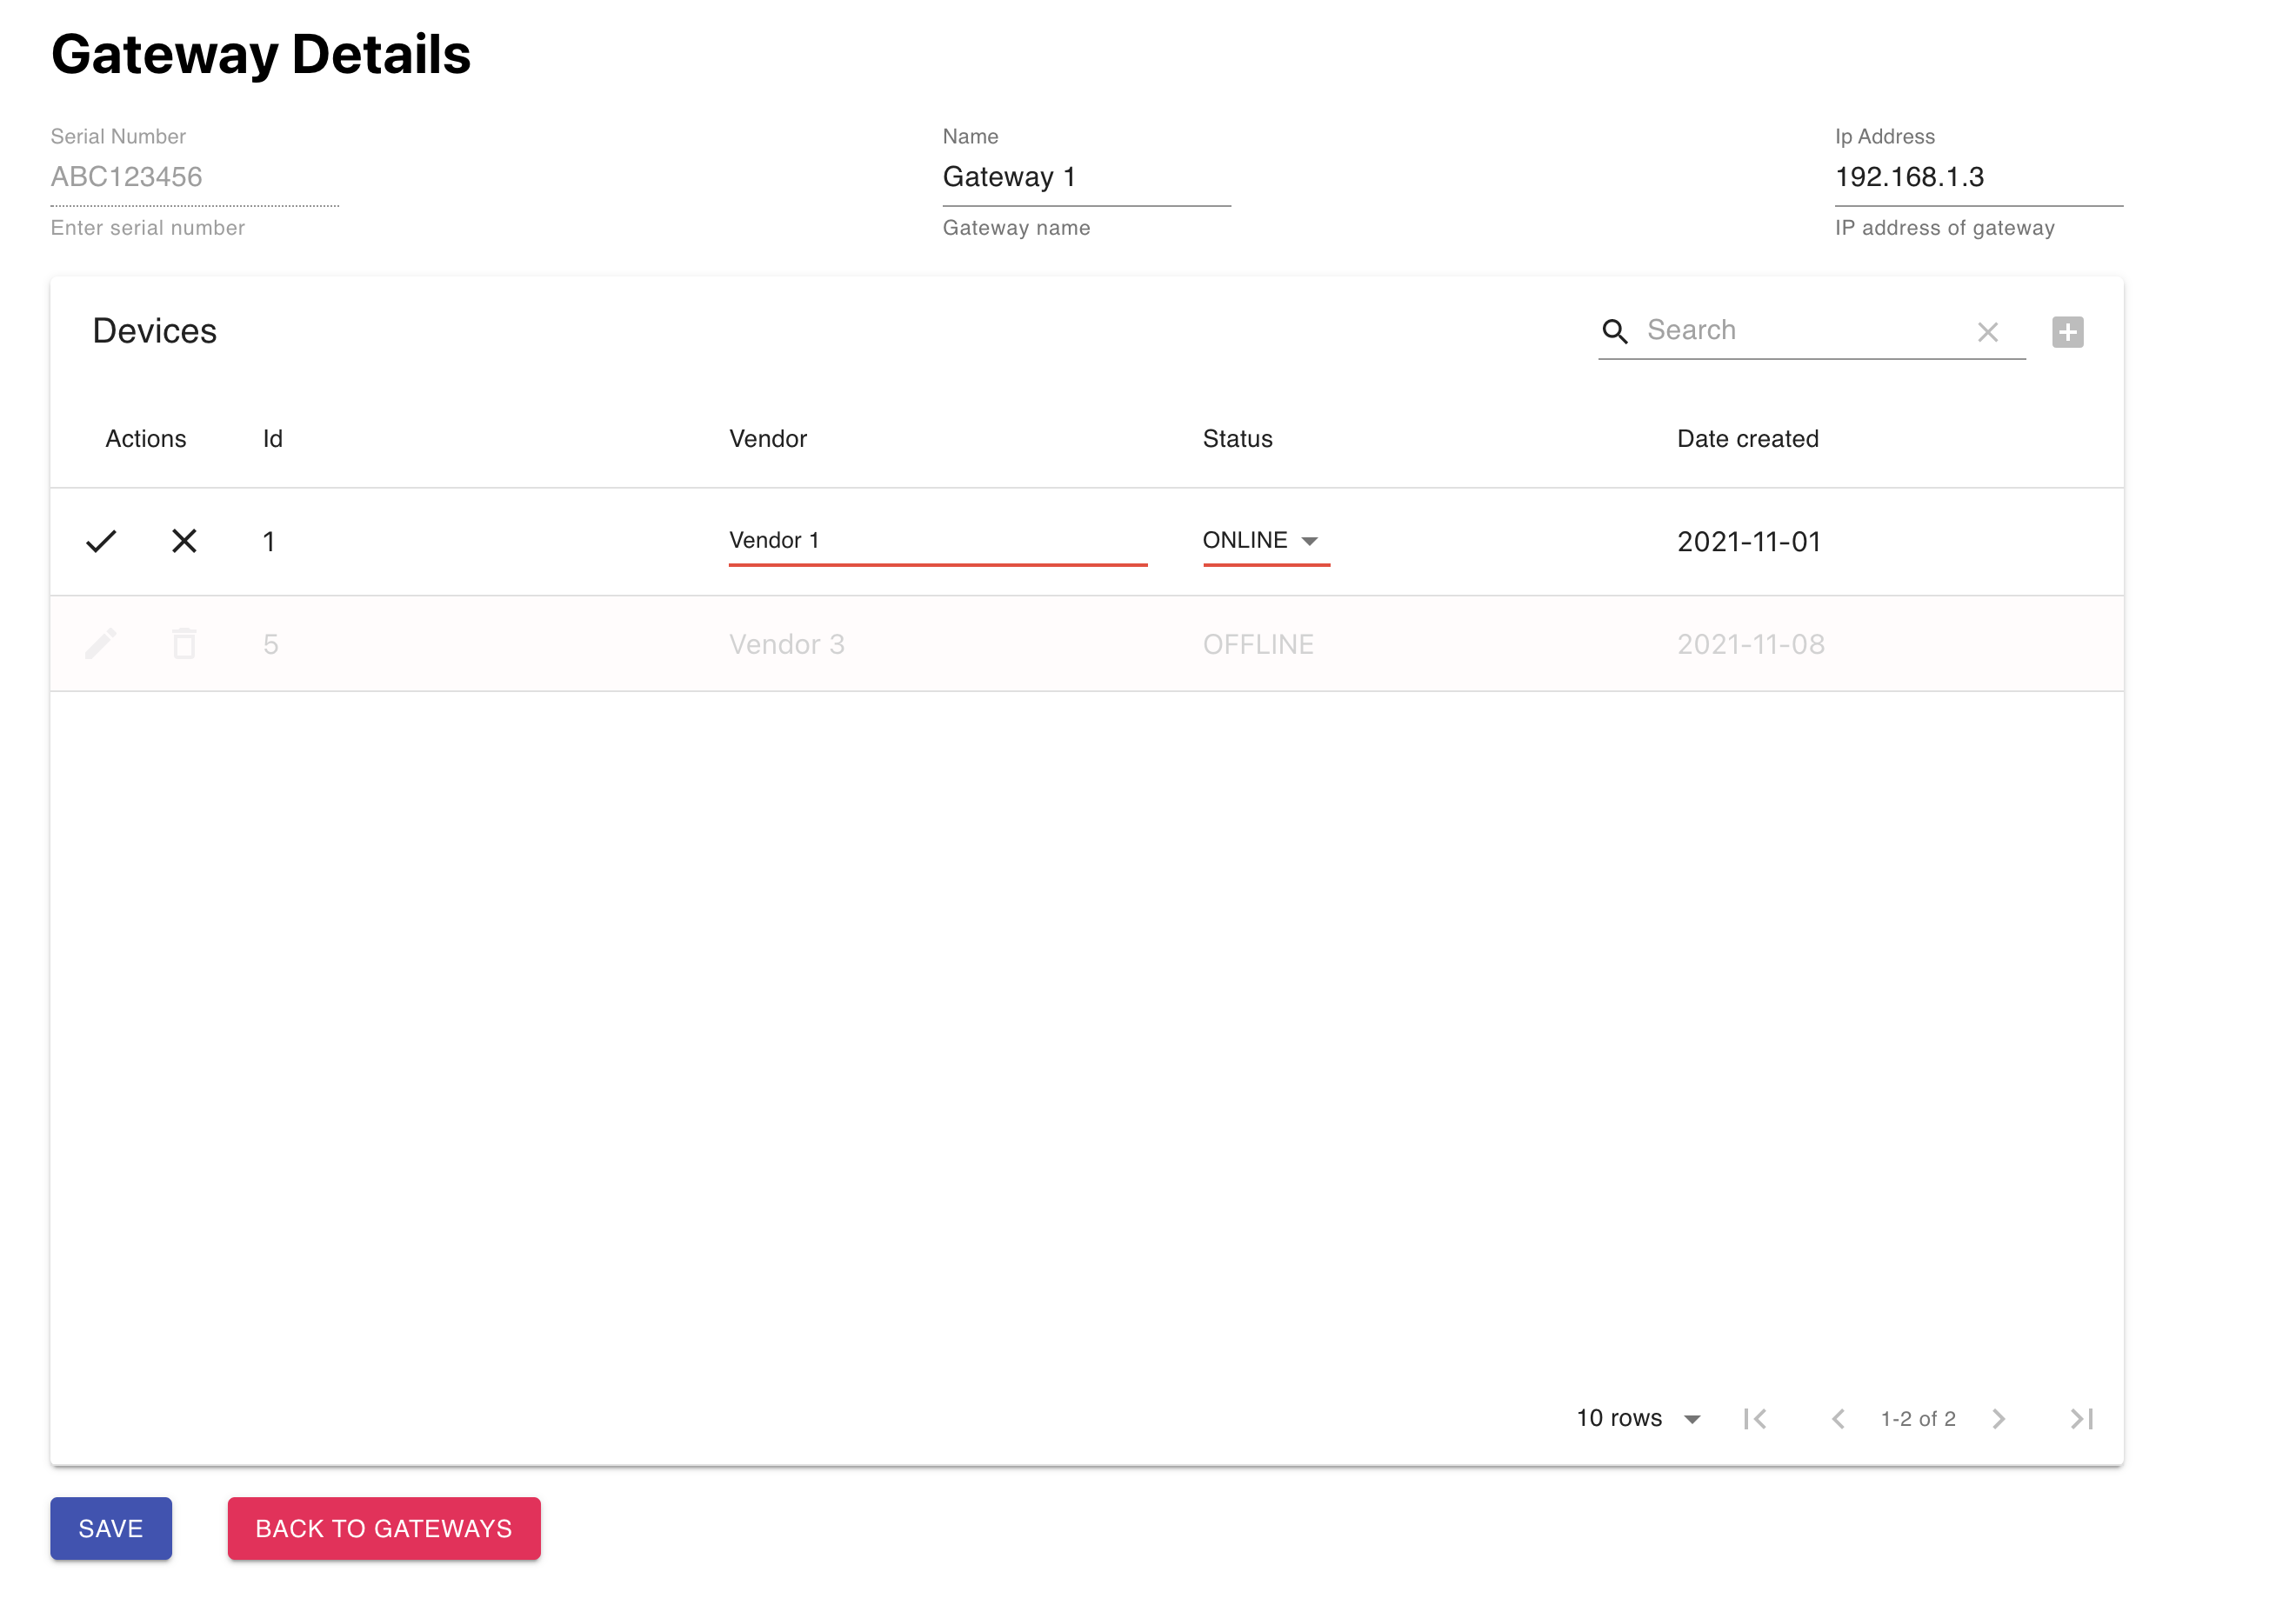 Gateway Details
Serial Number Name Ip Address
ABC123456 Gateway 1 192.168.1.3
Enter serial number Gateway name IP address of gateway
Devices Search
Actions Id Vendor Status Date created
1 Vendor 1 ONLINE 2021-11-01
5 Vendor 3 OFFLINE 2021-11-08
10 rows 1-2 of 2
SAVE BACK TO GATEWAYS